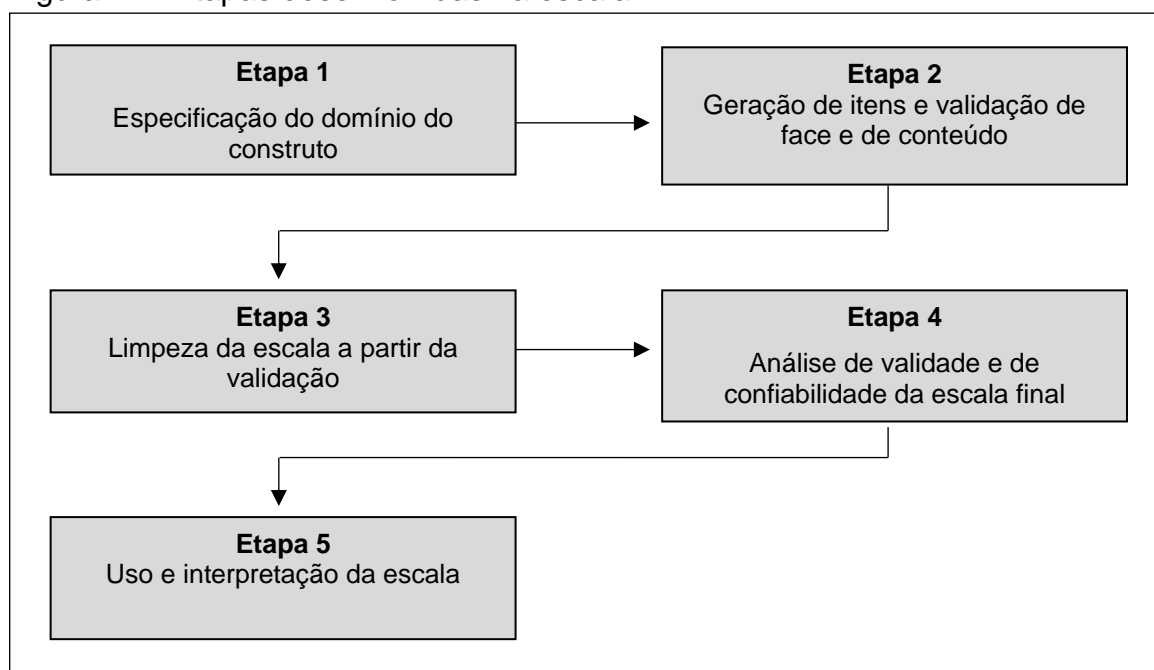 Etapa 1
Especificação do domínio do
construto
Etapa 2
Geração de itens e validação de
face e de conteúdo
Etapa 3
Limpeza da escala a partir da
validação
Etapa 4
Análise de validade e de
confiabilidade da escala final
Etapa 5
Uso e interpretação da escala